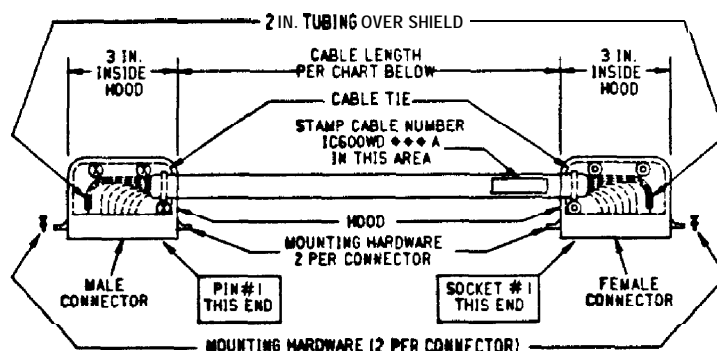 2 IN. TUBING OVER SHIELD
3 IN.
INSIDE
HOOD
CABLE LENGTH
PER CHART BELOW
3 IN.
INSIDE
HOOD
CABLE TIE
STAMP CABLE NUMBER
IC600WD ◆◆◆ A
IN THIS AREA
HOOD
MOUNTING HARDWARE
2 PER CONNECTOR
MALE
CONNECTOR
PIN#1
THIS END
SOCKET #1
THIS END
FEMALE
CONNECTOR
MOUNTING HARDWARE (2 PER CONNECTOR)